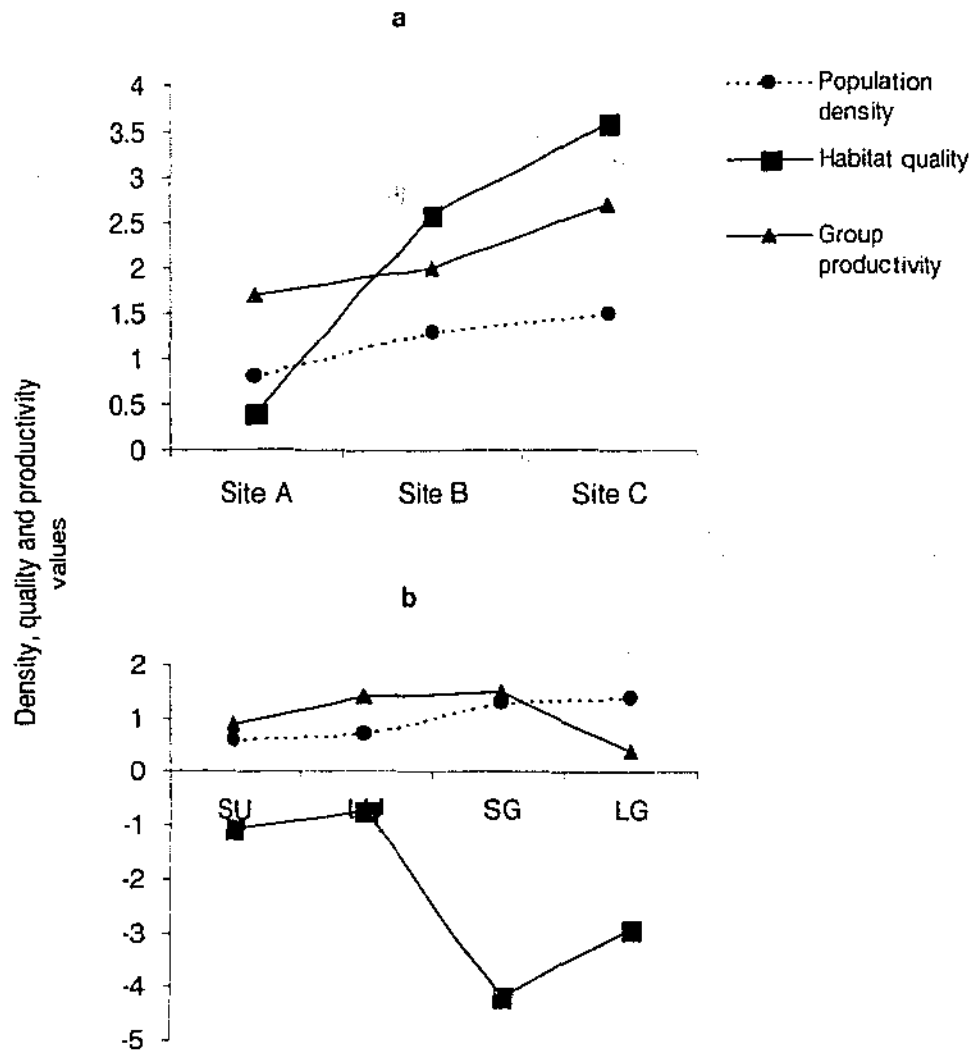 a
4
3.5
3
2.5
2
1.5
1
0.5
0
Site A
Site B
Site C
Population
density
Habitat quality
Group
productivity
Density, quality and productivity
values
b
2
1
0
-1
-2
-3
-4
-5
SU
SG
LG